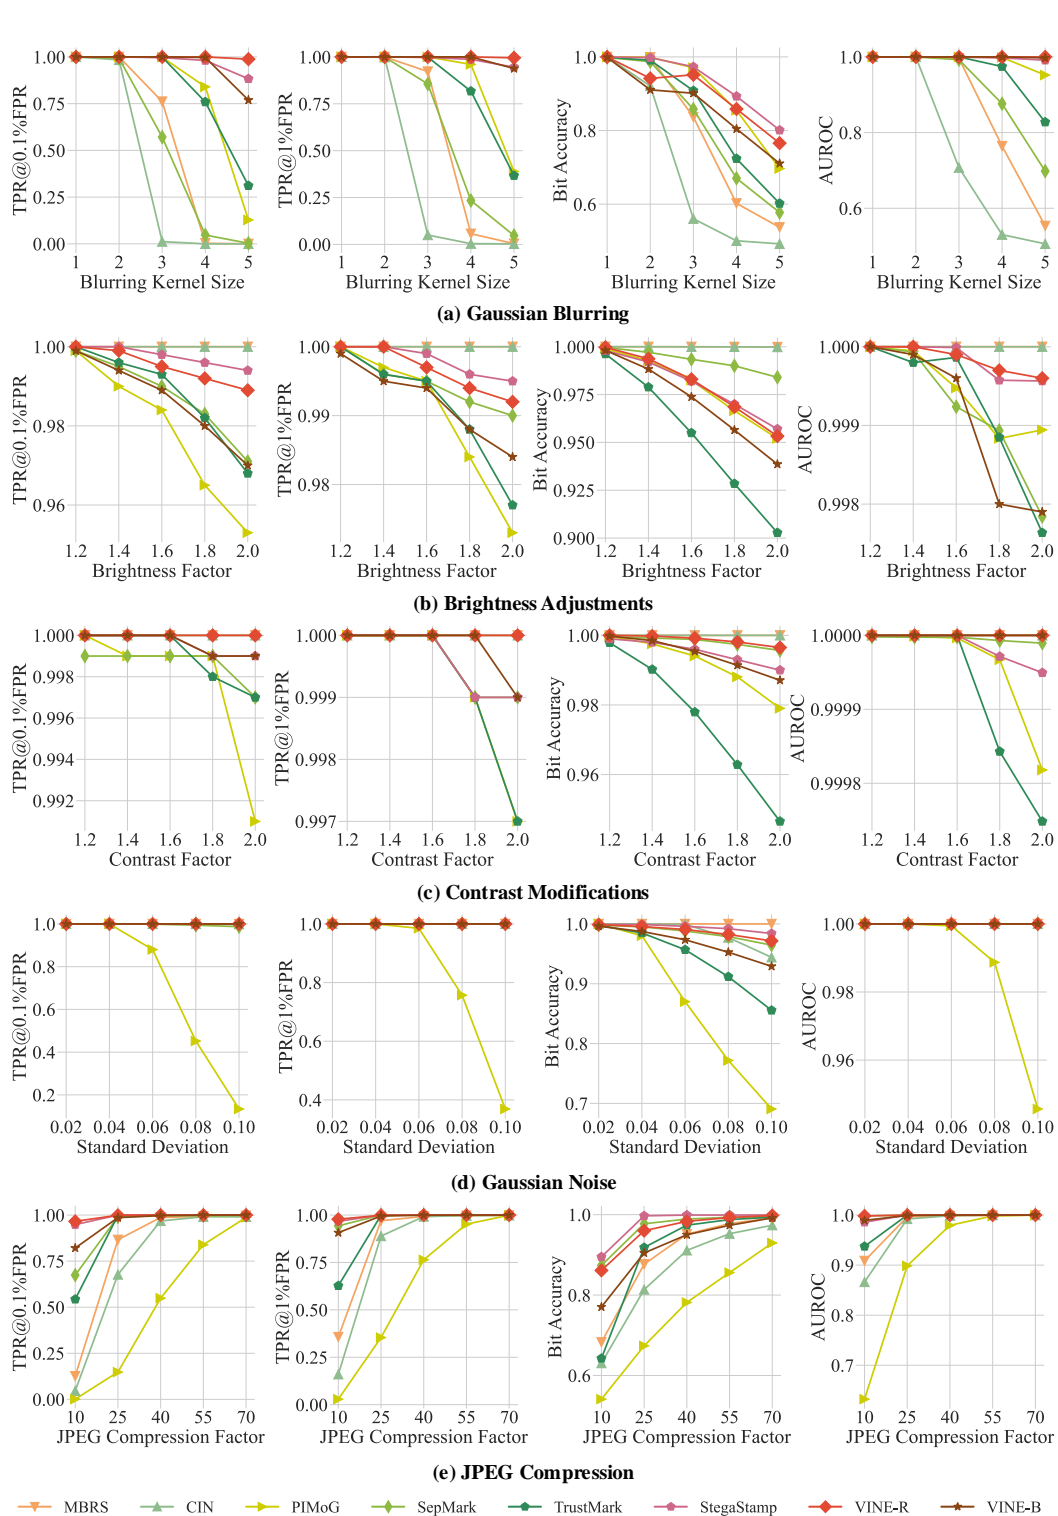 1.00 1.00 1.0 1.00
0.75 0.75
0.50 0.50 0.8 0.8
0.25 0.25 0.6 0.6
0.00 0.00
TPR@0.1%FPR TPR@1%FPR Bit Accuracy AUROC
1 2 3 4 5 1 2 3 4 5 1 2 3 4 5 1 2 3 4 5
Blurring Kernel Size Blurring Kernel Size Blurring Kernel Size Blurring Kernel Size
(a) Gaussian Blurring
1.00 1.00 1.000 1.000
0.98 0.99 0.975 0.999
0.96 0.98 0.950 0.998
0.925
0.900
TPR@0.1%FPR TPR@1%FPR Bit Accuracy AUROC
1.2 1.4 1.6 1.8 2.0 1.2 1.4 1.6 1.8 2.0 1.2 1.4 1.6 1.8 2.0 1.2 1.4 1.6 1.8 2.0
Brightness Factor Brightness Factor Brightness Factor Brightness Factor
(b) Brightness Adjustments
1.000 1.000 1.00 1.0000
0.998 0.999 0.98 0.9999
0.996 0.998 0.96 0.9998
0.994 0.997
0.992
TPR@0.1%FPR TPR@1%FPR Bit Accuracy AUROC
1.2 1.4 1.6 1.8 2.0 1.2 1.4 1.6 1.8 2.0 1.2 1.4 1.6 1.8 2.0 1.2 1.4 1.6 1.8 2.0
Contrast Factor Contrast Factor Contrast Factor Contrast Factor
(c) Contrast Modifications
1.0 1.0 1.0 1.00
0.8 0.8 0.9 0.98
0.6 0.6 0.8 0.96
0.4 0.4 0.7
0.2
TPR@0.1%FPR TPR@1%FPR Bit Accuracy AUROC
0.02 0.04 0.06 0.08 0.10 0.02 0.04 0.06 0.08 0.10 0.02 0.04 0.06 0.08 0.10 0.02 0.04 0.06 0.08 0.10
Standard Deviation Standard Deviation Standard Deviation Standard Deviation
(d) Gaussian Noise
1.00 1.00 1.0 1.0
0.75 0.75 0.8 0.9
0.50 0.50 0.6 0.8
0.25 0.25 0.7
0.00 0.00
TPR@0.1%FPR TPR@1%FPR Bit Accuracy AUROC
10 25 40 55 70 10 25 40 55 70 10 25 40 55 70 10 25 40 55 70
JPEG Compression Factor JPEG Compression Factor JPEG Compression Factor JPEG Compression Factor
(e) JPEG Compression
MBRS CIN PIMoG SepMark TrustMark StegaStamp VINE-R VINE-B